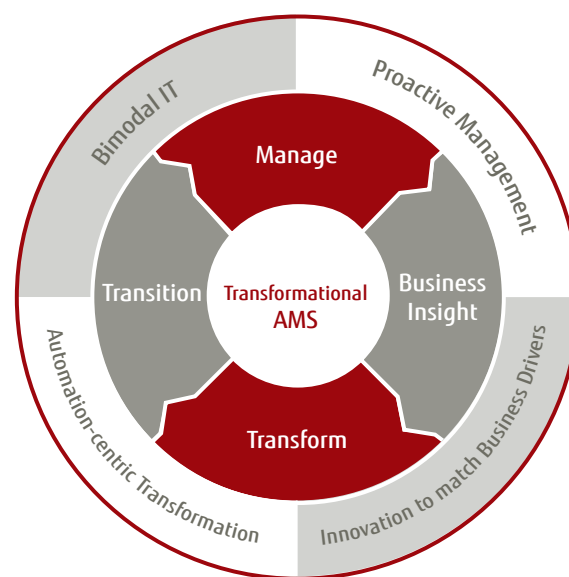 Bimodal IT
Proactive Management
Manage
Transition
Transformational
AMS
Business
Insight
Transform
Automation-centric Transformation
Innovation to match Business Drivers